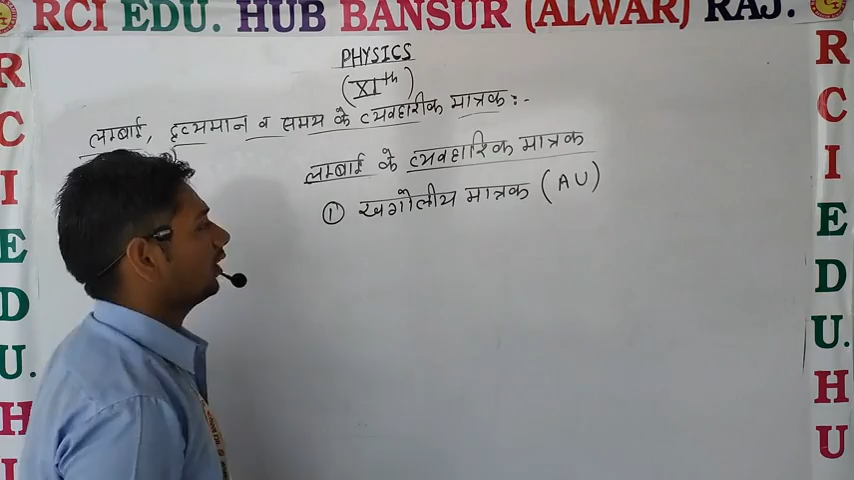 RCI EDU. HUB BANSUR (ALWAR) RAJ.
PHYSICS
(XIth)
लम्बाई, द्रव्यमान व समय के व्यवहारीक मात्रक :-
लम्बाई के व्यवहारिक मात्रक
① खगोलीय मात्रक (AU)
R
C
I
E
D
U.
H
R
C
I
E
D
U.
H
U